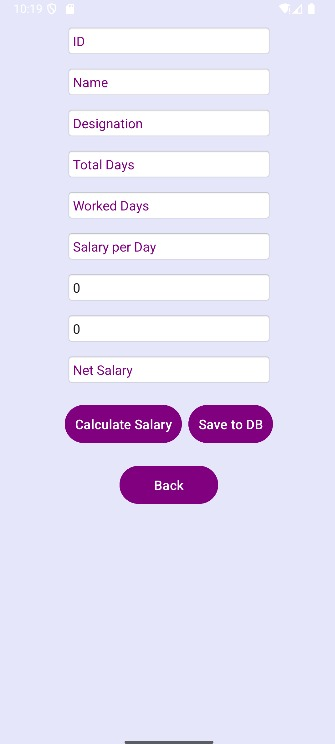 10:19
ID
Name
Designation
Total Days
Worked Days
Salary per Day
0
0
Net Salary
Calculate Salary Save to DB
Back